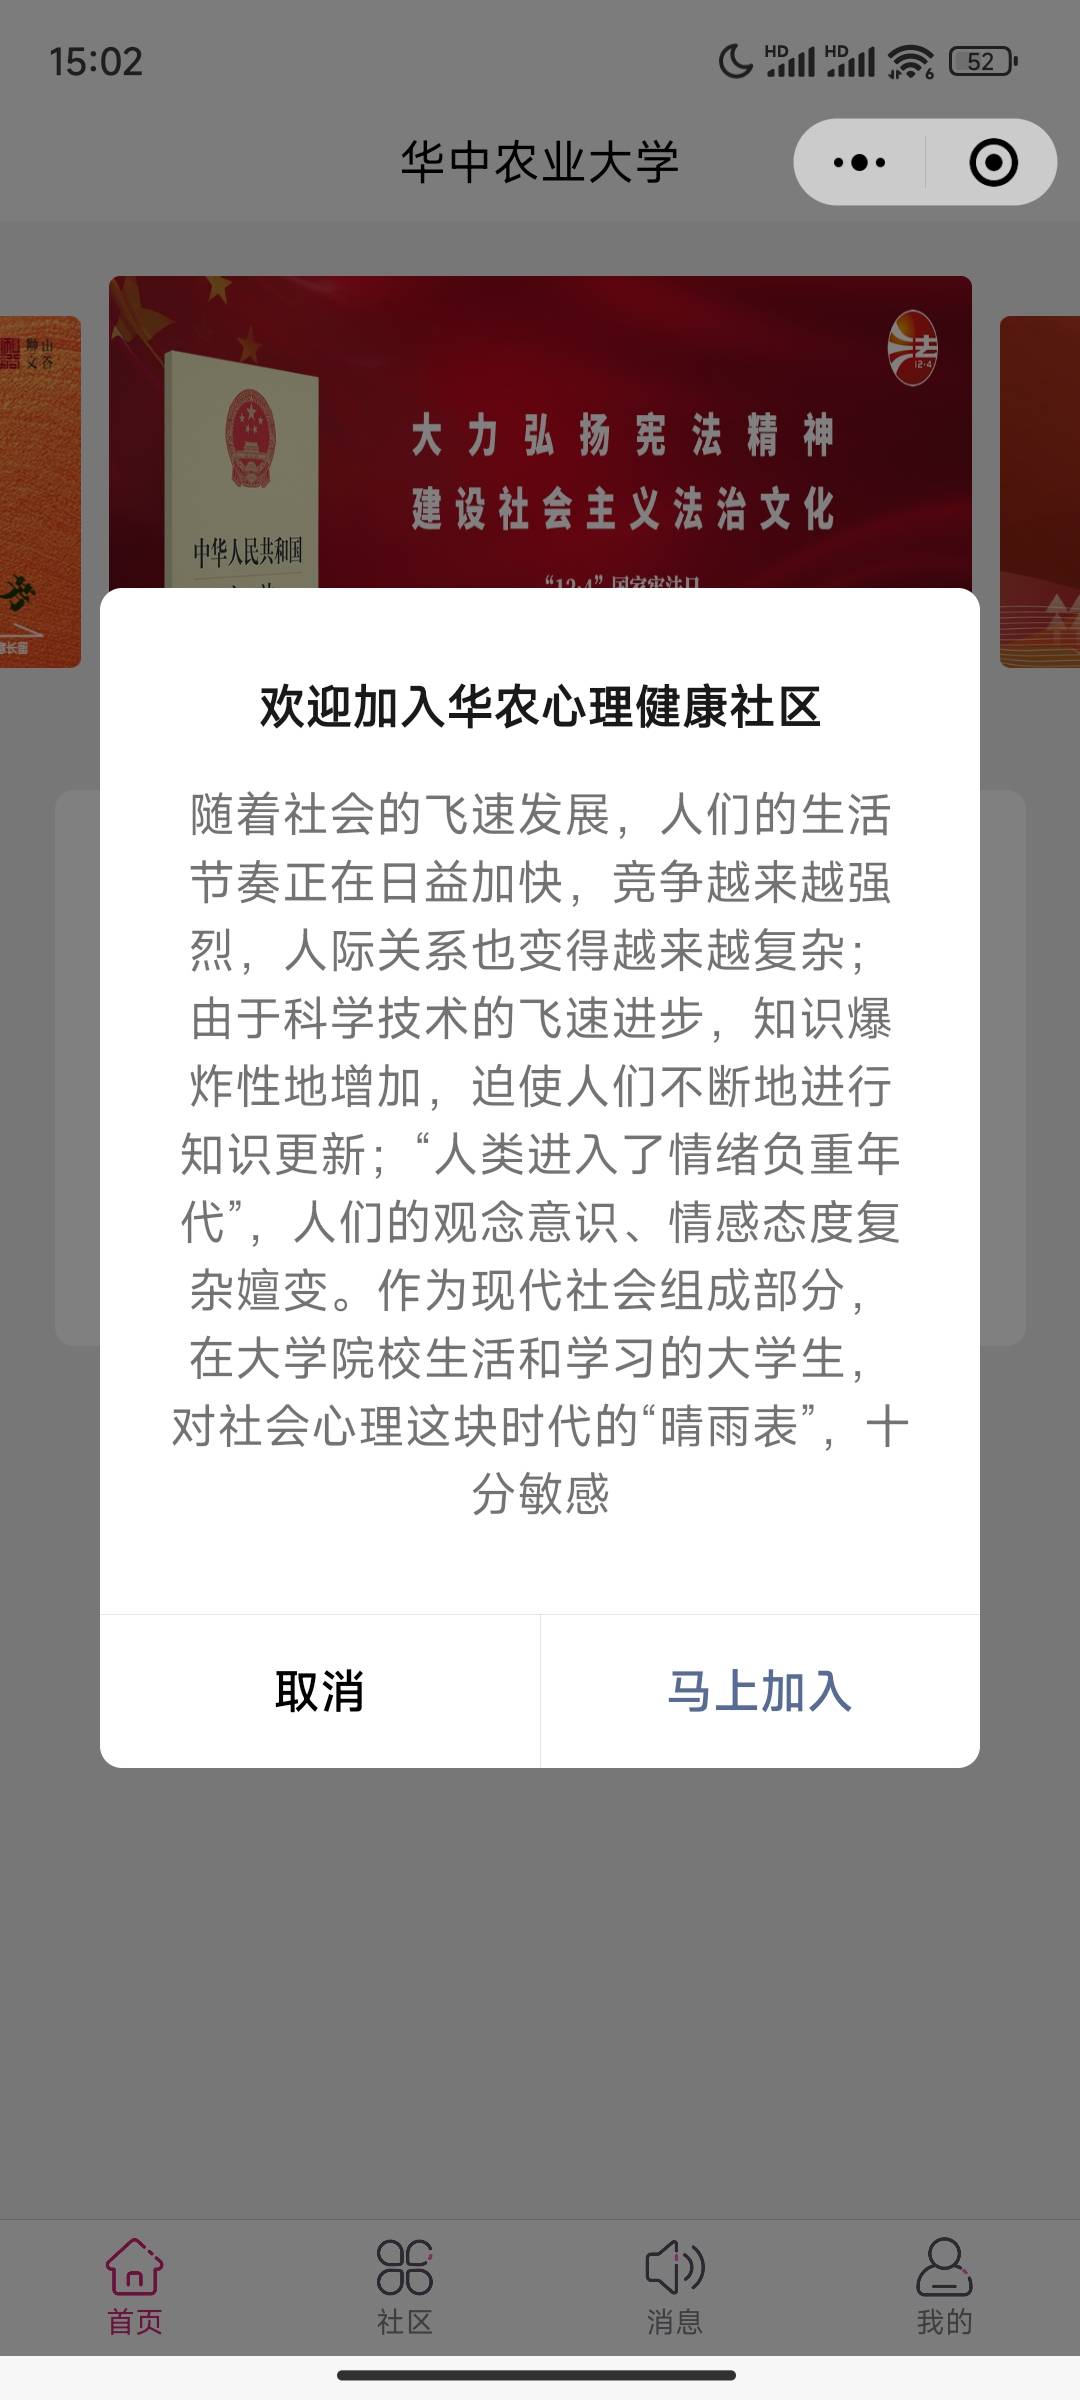 15:02
HD HD 6 52
华中农业大学
狮山
文荟
法
12·4
大力弘扬宪法精神
建设社会主义法治文化
中华人民共和国
“12·4”国家宪法日
欢迎加入华农心理健康社区
随着社会的飞速发展，人们的生活
节奏正在日益加快，竞争越来越强
烈，人际关系也变得越来越复杂；
由于科学技术的飞速进步，知识爆
炸性地增加，迫使人们不断地进行
知识更新；“人类进入了情绪负重年
代”，人们的观念意识、情感态度复
杂嬗变。作为现代社会组成部分，
在大学院校生活和学习的大学生，
对社会心理这块时代的“晴雨表”，十
分敏感
取消
马上加入
首页
社区
消息
我的